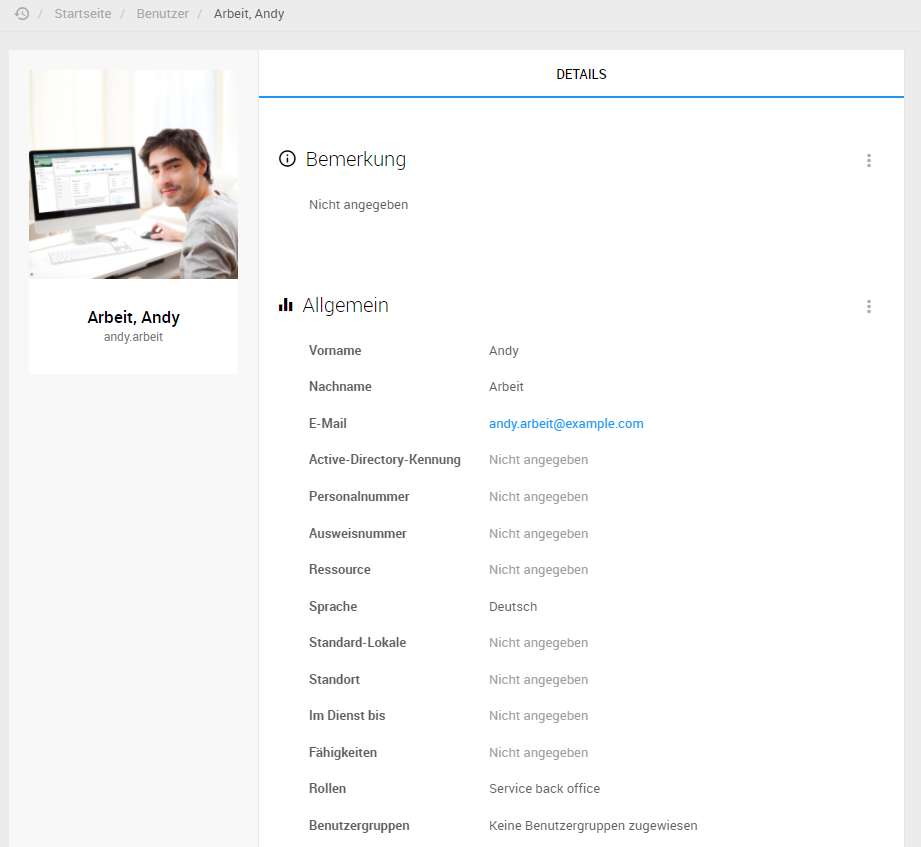 / Startseite / Benutzer / Arbeit, Andy
DETAILS
Bemerkung
Nicht angegeben
Arbeit, Andy
andy.arbeit
Allgemein
Vorname Andy
Nachname Arbeit
E-Mail andy.arbeit@example.com
Active-Directory-Kennung Nicht angegeben
Personalnummer Nicht angegeben
Ausweisnummer Nicht angegeben
Ressource Nicht angegeben
Sprache Deutsch
Standard-Lokale Nicht angegeben
Standort Nicht angegeben
Im Dienst bis Nicht angegeben
Fähigkeiten Nicht angegeben
Rollen Service back office
Benutzergruppen Keine Benutzergruppen zugewiesen